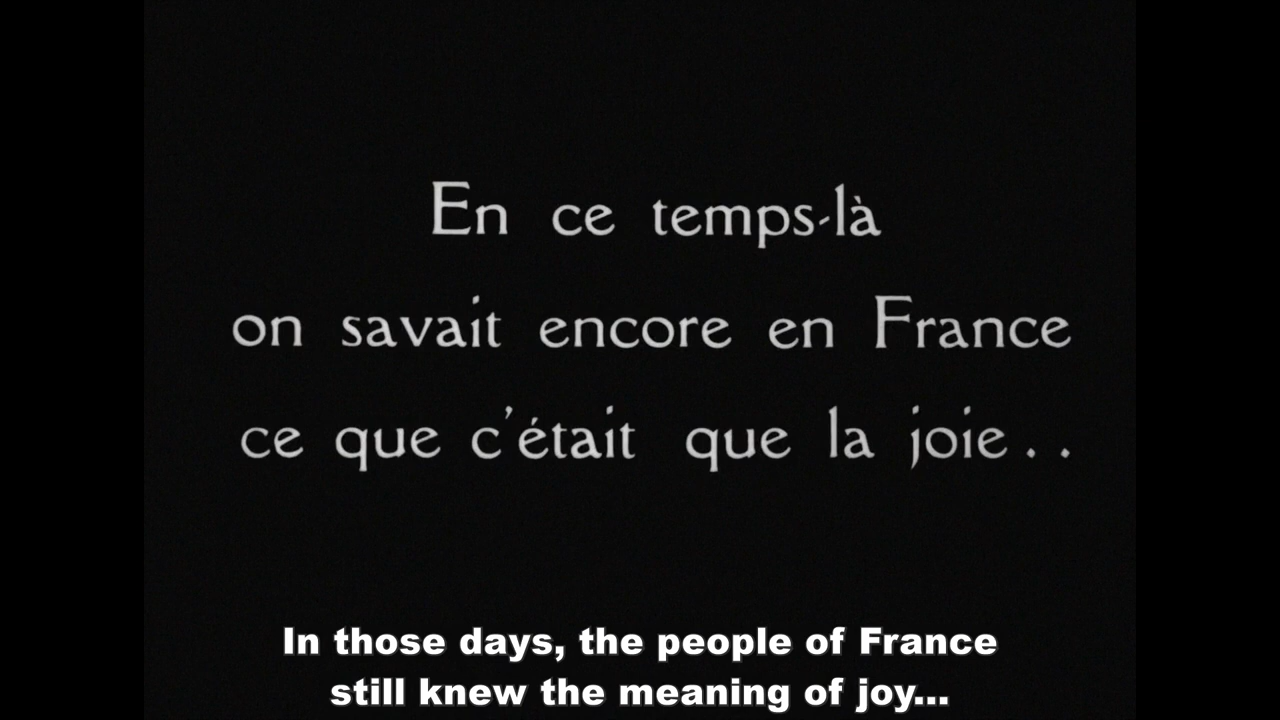 En ce temps-là
on savait encore en France
ce que c'était que la joie..
In those days, the people of France
still knew the meaning of joy...